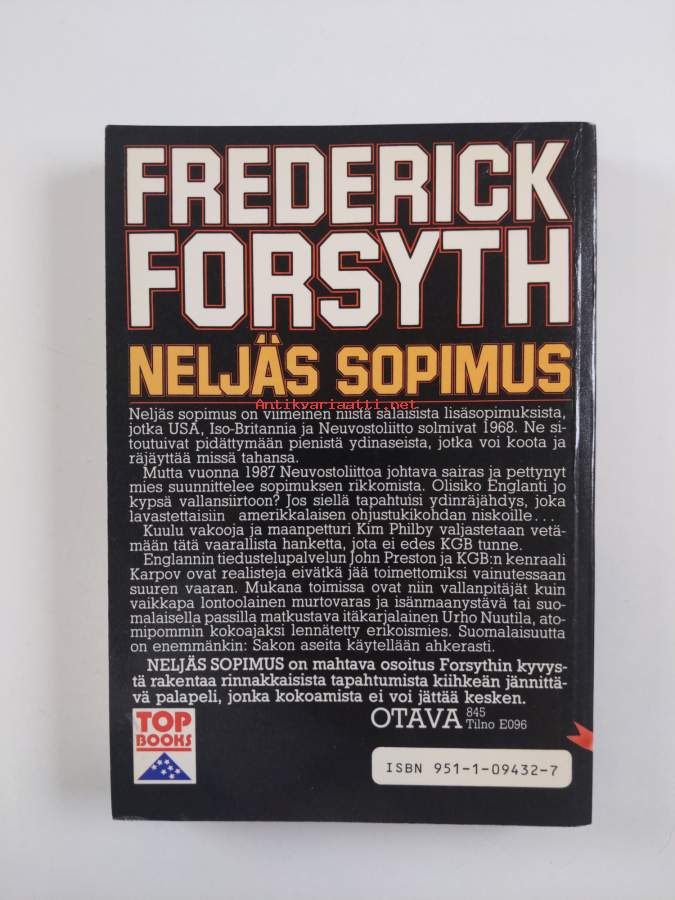 FREDERICK
FORSYTH
NELJÄS SOPIMUS
Antikvariaatti.net
Neljäs sopimus on viimeinen niistä salaisista lisäsopimuksista,
jotka USA, Iso-Britannia ja Neuvostoliitto solmivat 1968. Ne si-
toutuivat pidättymään pienistä ydinaseista, jotka voi koota ja
räjäyttää missä tahansa.
Mutta vuonna 1987 Neuvostoliittoa johtava sairas ja pettynyt
mies suunnittelee sopimuksen rikkomista. Olisiko Englanti jo
kypsä vallansiirtoon? Jos siellä tapahtuisi ydinräjähdys, joka
lavastettaisiin amerikkalaisen ohjustukikohdan niskoille...
Kuulu vakooja ja maanpetturi Kim Philby valjastetaan vetä-
mään tätä vaarallista hanketta, jota ei edes KGB tunne.
Englannin tiedustelupalvelun John Preston ja KGB:n kenraali
Karpov ovat realisteja eivätkä jää toimettomiksi vainutessaan
suuren vaaran. Mukana toimissa ovat niin vallanpitäjät kuin
vaikkapa lontoolainen murtovaras ja isänmaanystävä tai suo-
malaisella passilla matkustava itäkarjalainen Urho Nuutila, ato-
mipommin kokoajaksi lennätetty erikoismies. Suomalaisuutta
on enemmänkin: Sakon aseita käytellään ahkerasti.
NELJÄS SOPIMUS on mahtava osoitus Forsythin kyvys-
tä rakentaa rinnakkaisista tapahtumista kiihkeän jännittä-
vä palapeli, jonka kokoamista ei voi jättää kesken.
OTAVA 845
Tilno E096
TOP
BOOKS
ISBN 951-1-09432-7